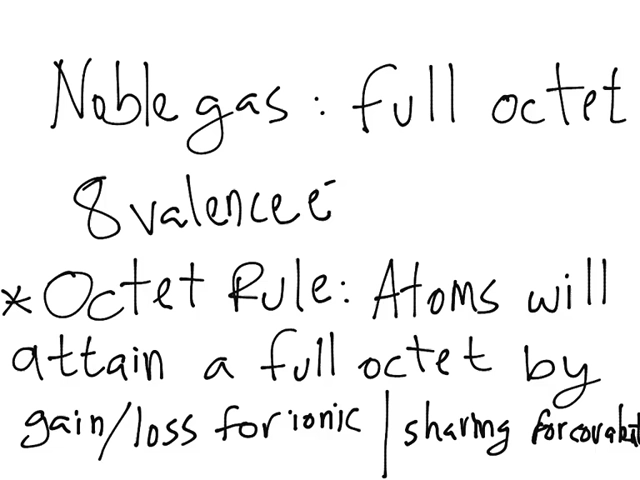 Noble gas: full octet
8 valence e⁻
*Octet Rule: Atoms will
attain a full octet by
gain/loss for ionic | sharing for covalent